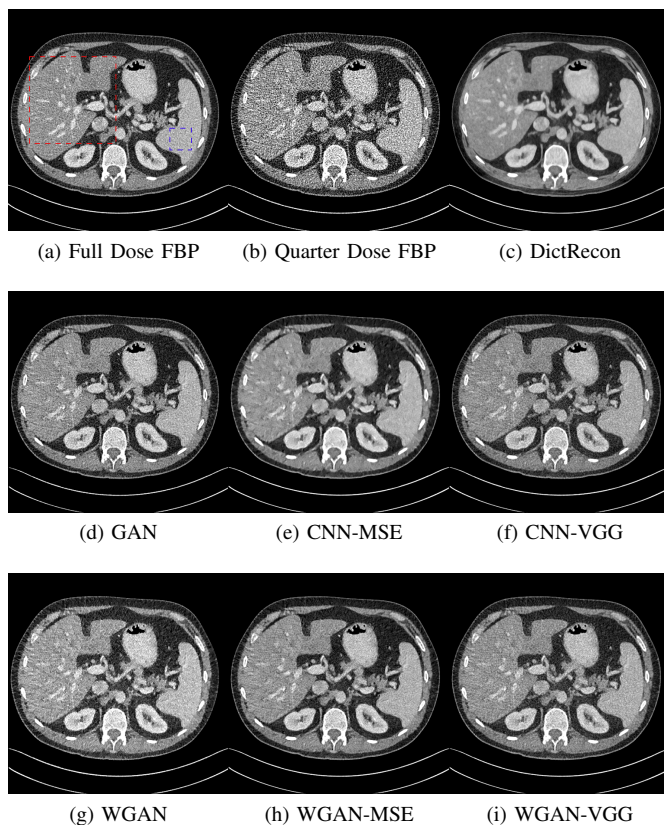 (a) Full Dose FBP
(b) Quarter Dose FBP
(c) DictRecon
(d) GAN
(e) CNN-MSE
(f) CNN-VGG
(g) WGAN
(h) WGAN-MSE
(i) WGAN-VGG